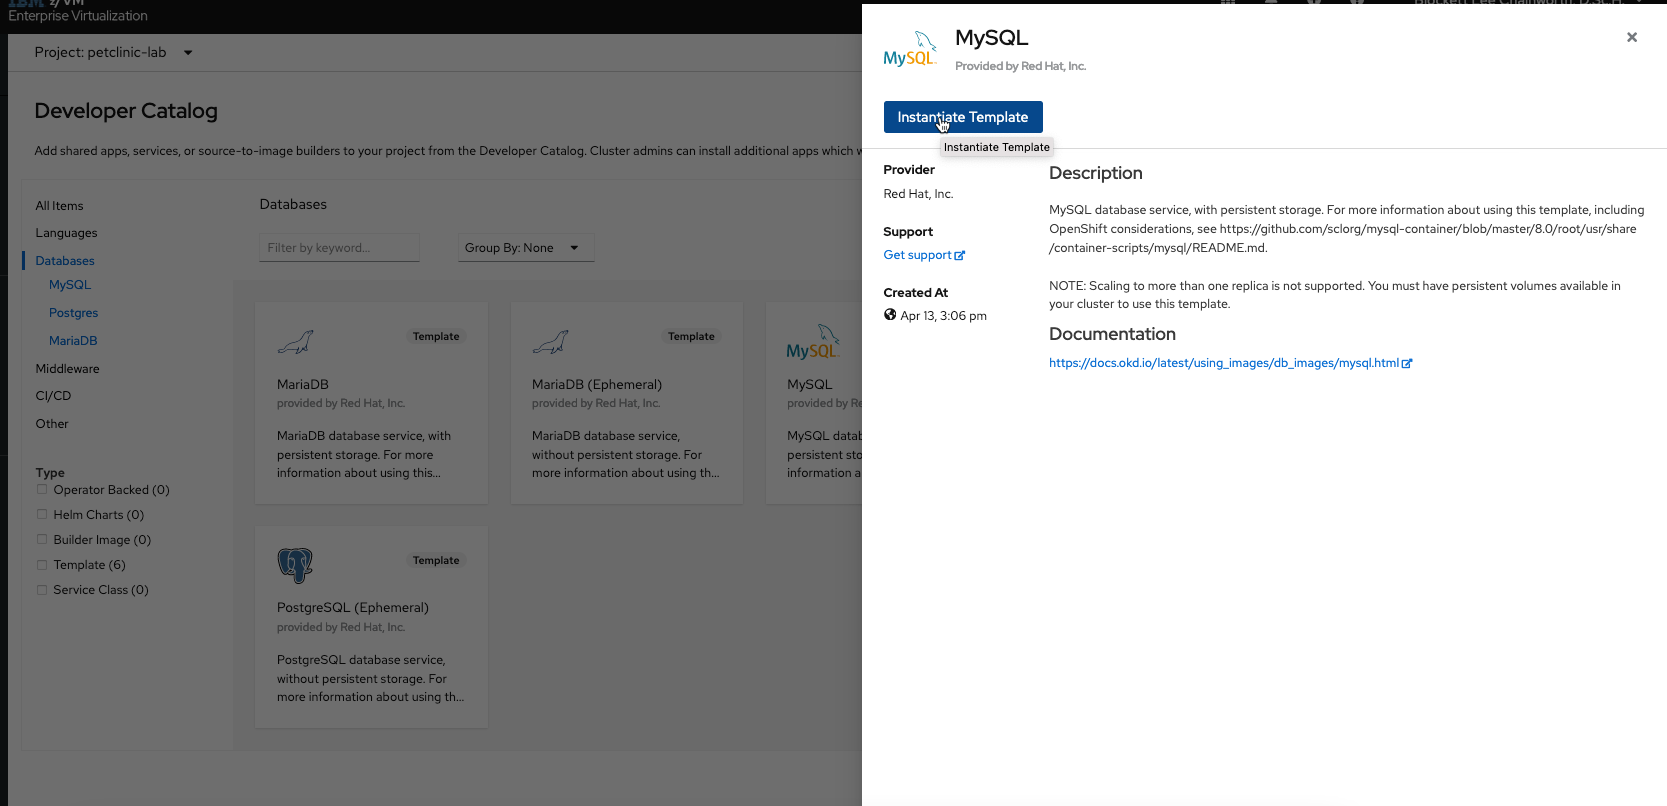 IBM z/VM
Enterprise Virtualization
Project: petclinic-lab
Developer Catalog
Add shared apps, services, or source-to-image builders to your project from the Developer Catalog. Cluster admins can install additional apps which
All Items
Languages
Databases
MySQL
Postgres
MariaDB
Middleware
CI/CD
Other
Type
Operator Backed (0)
Helm Charts (0)
Builder Image (0)
Template (6)
Service Class (0)
Databases
Filter by keyword...
Group By: None
Template
MariaDB
provided by Red Hat, Inc.
MariaDB database service, with
persistent storage. For more
information about using this...
Template
MariaDB (Ephemeral)
provided by Red Hat, Inc.
MariaDB database service,
without persistent storage. For
more information about using th...
MySQL
MySQL
provided by Re
MySQL datab
persistent sto
information a
Template
PostgreSQL (Ephemeral)
provided by Red Hat, Inc.
PostgreSQL database service,
without persistent storage. For
more information about using th...
MySQL
MySQL
Provided by Red Hat, Inc.
Instantiate Template
Instantiate Template
Provider
Red Hat, Inc.
Support
Get support
Created At
Apr 13, 3:06 pm
Description
MySQL database service, with persistent storage. For more information about using this template, including
OpenShift considerations, see https://github.com/sclorg/mysql-container/blob/master/8.0/root/usr/share
/container-scripts/mysql/README.md.
NOTE: Scaling to more than one replica is not supported. You must have persistent volumes available in
your cluster to use this template.
Documentation
https://docs.okd.io/latest/using_images/db_images/mysql.html